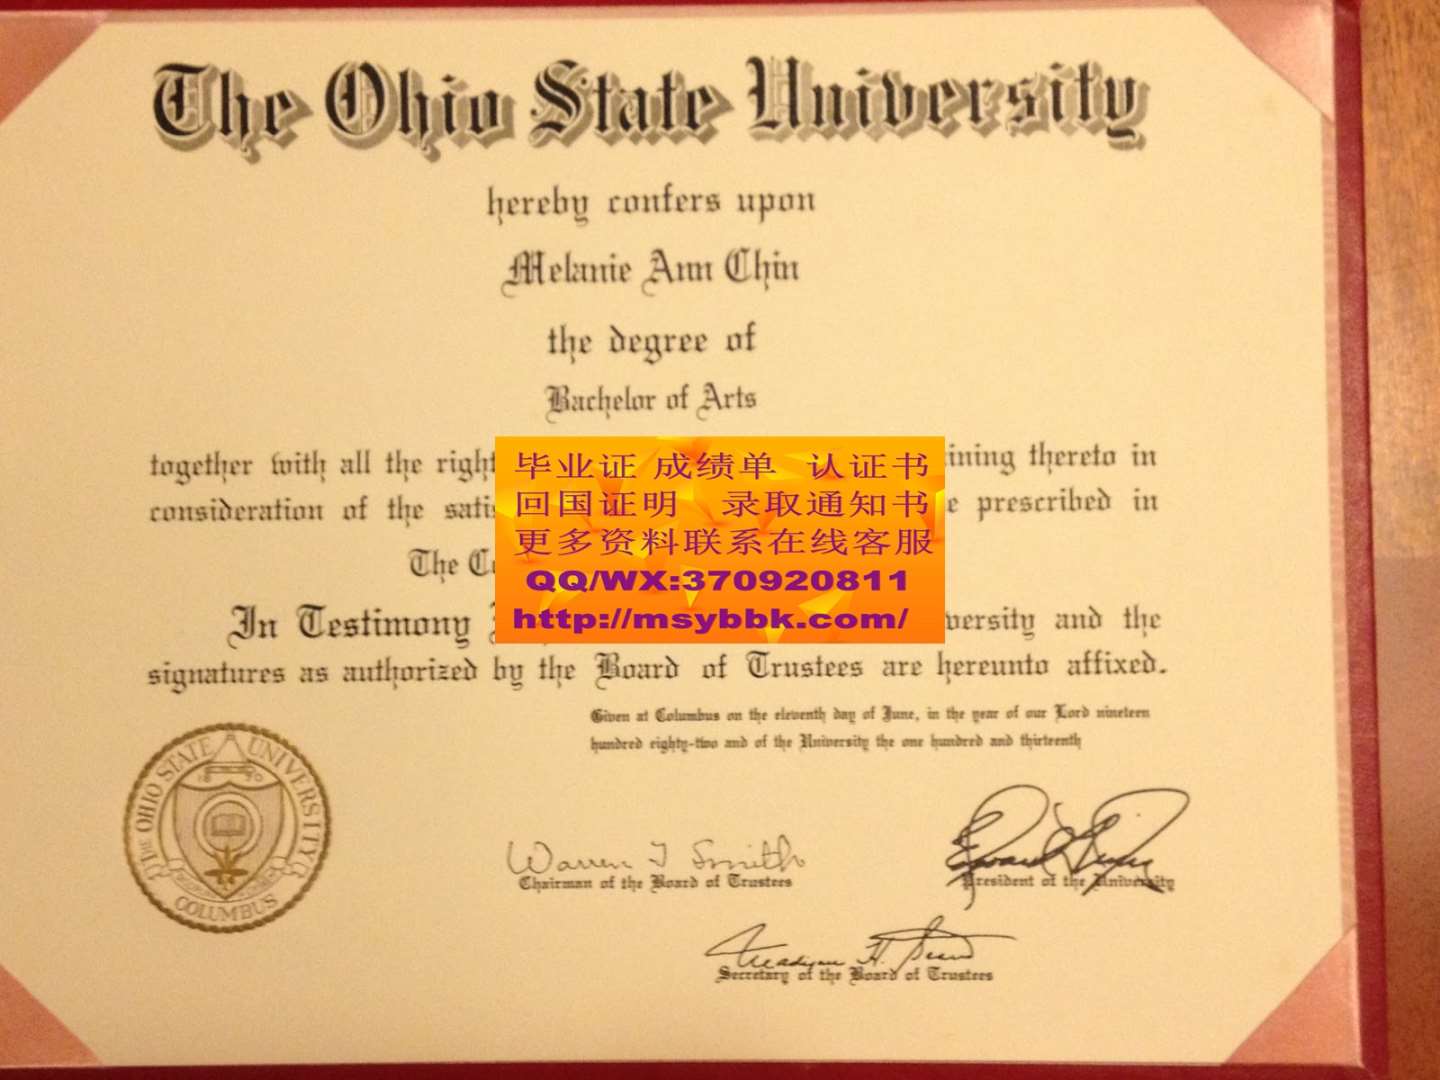 The Ohio State University
hereby confers upon
Melanie Ann Chin
the degree of
Bachelor of Arts
together with all the ining thereto in
consideration of the prescribed in
The
In Testimony and the
signatures as authorized by the Board of Trustees are hereunto affixed.
毕业证 成绩单 认证书
回国证明 录取通知书
更多资料联系在线客服
QQ/WX:370920811
http://msybbk.com/
Given at Columbus on the eleventh day of June, in the year of our Lord nineteen
hundred eighty-two and of the University the one hundred and thirteenth
THE OHIO STATE UNIVERSITY
COLUMBUS
Warren J Smith
Chairman of the Board of Trustees
President of the University
Secretary of the Board of Trustees